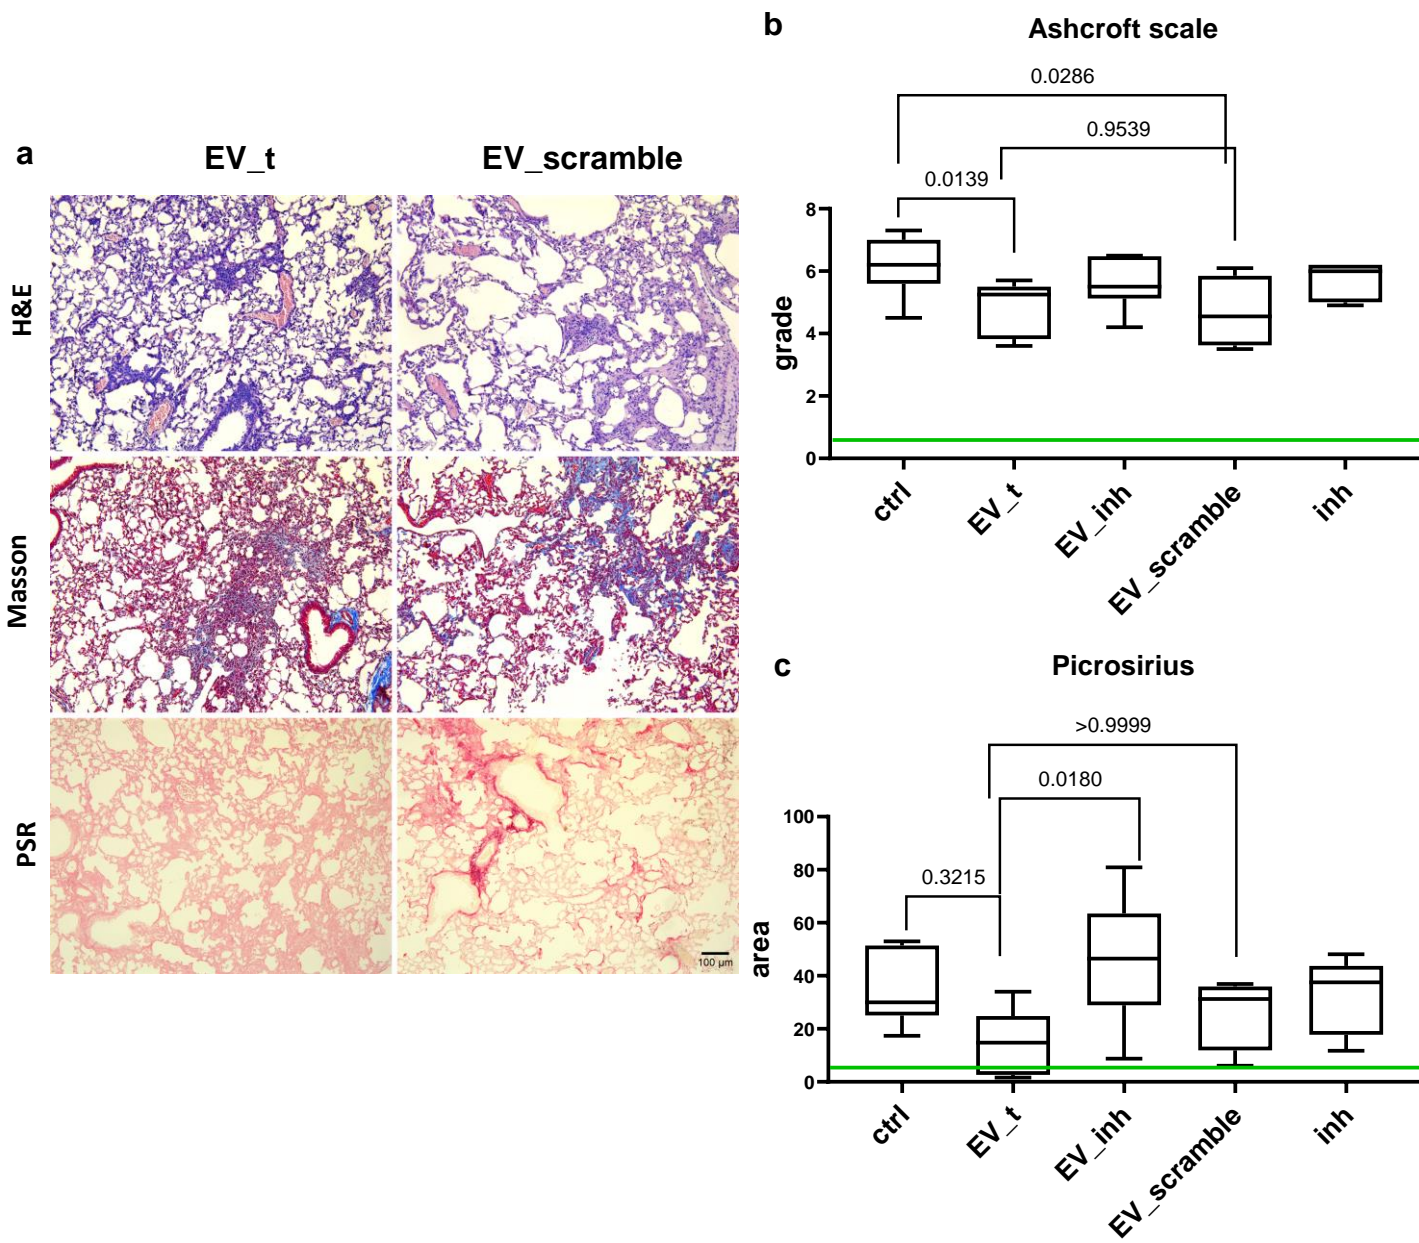 a
EV_t
EV_scramble
H&E
Masson
PSR
100 µm
b
Ashcroft scale
0.0286
0.9539
0.0139
grade
8
6
4
2
0
ctrl
EV_t
EV_inh
EV_scramble
inh
c
Picrosirius
>0.9999
0.0180
0.3215
area
100
80
60
40
20
0
ctrl
EV_t
EV_inh
EV_scramble
inh